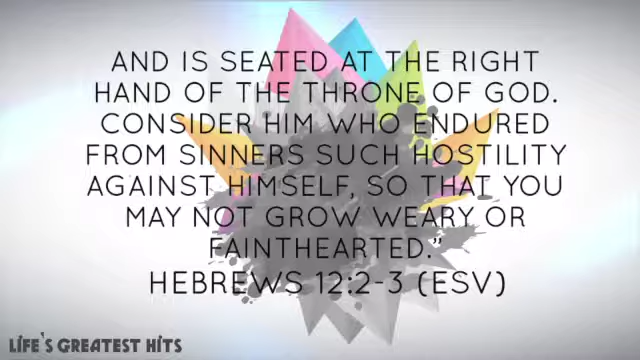 AND IS SEATED AT THE RIGHT
HAND OF THE THRONE OF GOD.
CONSIDER HIM WHO ENDURED
FROM SINNERS SUCH HOSTILITY
AGAINST HIMSELF, SO THAT YOU
MAY NOT GROW WEARY OR
FAINTHEARTED.”
HEBREWS 12:2-3 (ESV)
LIFE'S GREATEST HITS